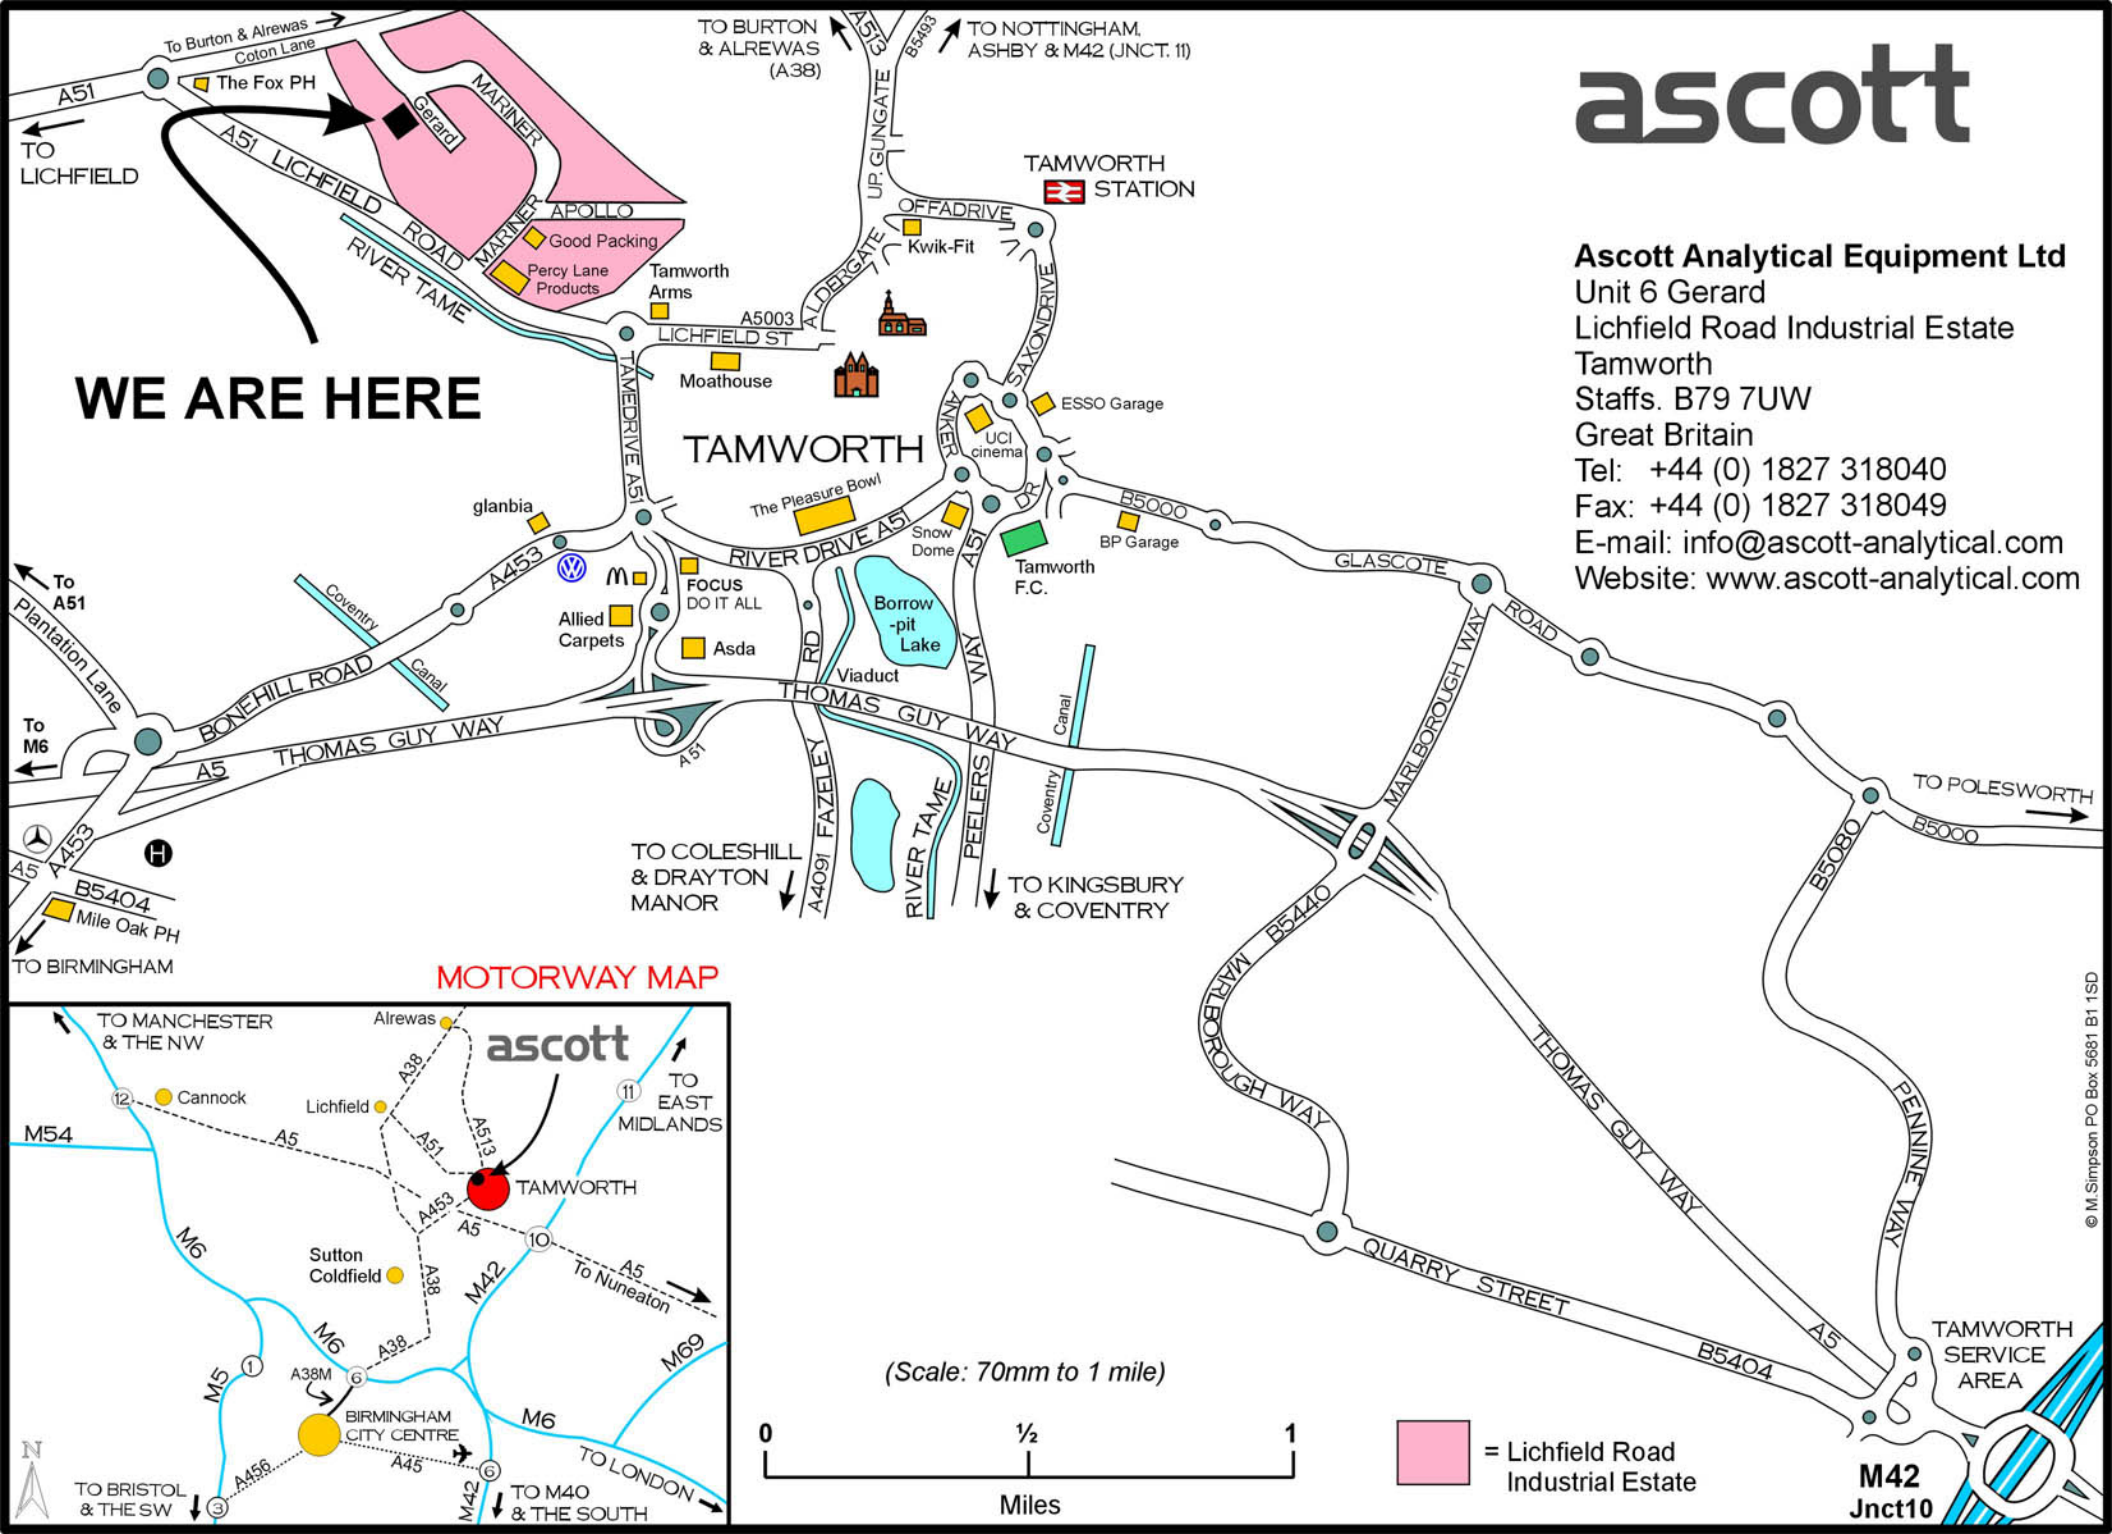 To Burton & Alrewas
Coton Lane
A51
The Fox PH
TO
LICHFIELD
A51 LICHFIELD ROAD
Gerard
MARINER
MARINER
APOLLO
Good Packing
Percy Lane
Products
RIVER TAME
WE ARE HERE
TO BURTON
& ALREWAS
(A38)
A513
B5493
TO NOTTINGHAM,
ASHBY & M42 (JNCT. 11)
UP. GUNGATE
TAMWORTH
STATION
OFFADRIVE
Kwik-Fit
ALDERGATE
SAXONDRIVE
Tamworth
Arms
A5003
LICHFIELD ST
Moathouse
TAMEDRIVE A51
TAMWORTH
ANKER
DR
UCI
cinema
ESSO Garage
The Pleasure Bowl
RIVER DRIVE A51
Snow
Dome
A51
Tamworth
F.C.
B5000
BP Garage
GLASCOTE
ROAD
glanbia
A453
FOCUS
DO IT ALL
Allied
Carpets
Asda
RD
Borrow
-pit
Lake
Viaduct
WAY
Coventry
Canal
To
A51
Plantation Lane
BONEHILL ROAD
To
M6
A5
THOMAS GUY WAY
A51
THOMAS GUY WAY
Canal
Coventry
MARLBOROUGH WAY
A453
H
A5
B5404
Mile Oak PH
TO BIRMINGHAM
TO COLESHILL
& DRAYTON
MANOR
A4091 FAZELEY
RIVER TAME
PEELERS
TO KINGSBURY
& COVENTRY
TO POLESWORTH
B5000
B5080
B5440
MARLBOROUGH WAY
THOMAS GUY WAY
PENNINE WAY
QUARRY STREET
A5
B5404
TAMWORTH
SERVICE
AREA
M42
Jnct10
ascott
Ascott Analytical Equipment Ltd
Unit 6 Gerard
Lichfield Road Industrial Estate
Tamworth
Staffs. B79 7UW
Great Britain
Tel: +44 (0) 1827 318040
Fax: +44 (0) 1827 318049
E-mail: info@ascott-analytical.com
Website: www.ascott-analytical.com
© M.Simpson PO Box 5681 B1 1SD
MOTORWAY MAP
TO MANCHESTER
& THE NW
Alrewas
ascott
A38
12
Cannock
Lichfield
11
TO
EAST
MIDLANDS
M54
A5
A51
A513
TAMWORTH
A453
A5
10
A5
To Nuneaton
M6
Sutton
Coldfield
A38
M42
M6
A38
M69
M5
1
A38M
6
BIRMINGHAM
CITY CENTRE
M6
A456
A45
6
TO LONDON
N
TO BRISTOL
& THE SW
3
M42
TO M40
& THE SOUTH
(Scale: 70mm to 1 mile)
0 ½ 1
Miles
= Lichfield Road
Industrial Estate